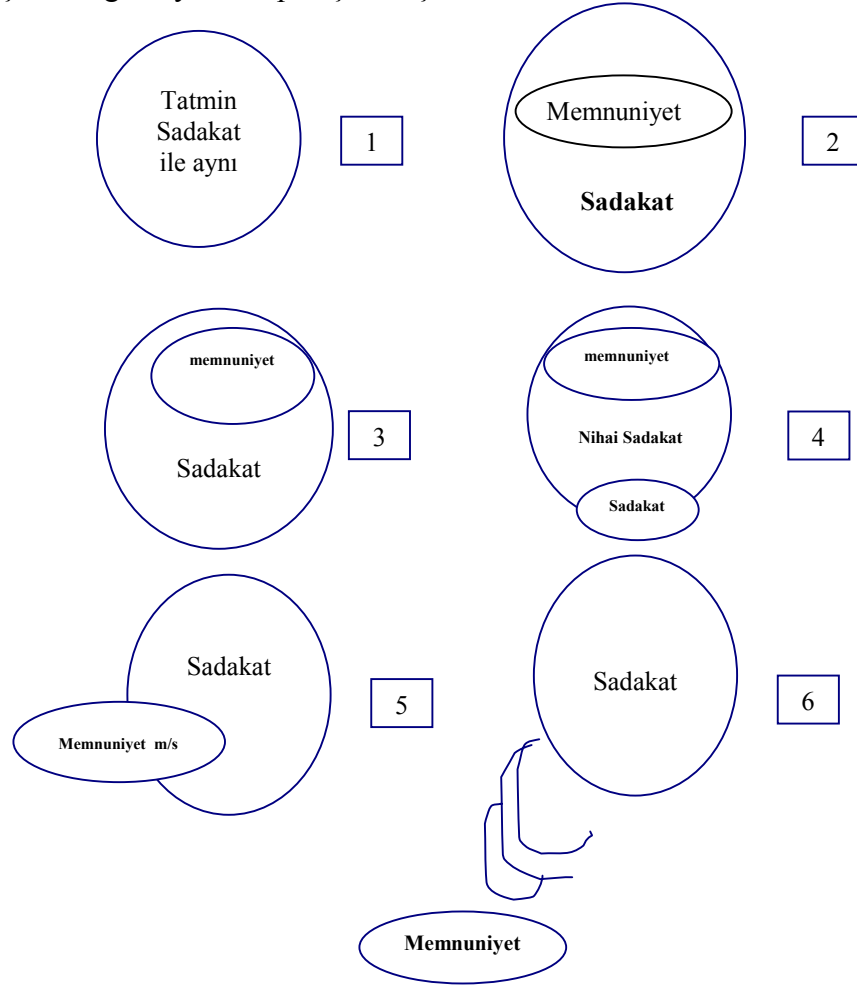 Tatmin
Sadakat
ile aynı
1
Memnuniyet
2
Sadakat
memnuniyet
3
Sadakat
memnuniyet
Nihai Sadakat
4
Sadakat
Sadakat
5
Memnuniyet m/s
Sadakat
6
Memnuniyet